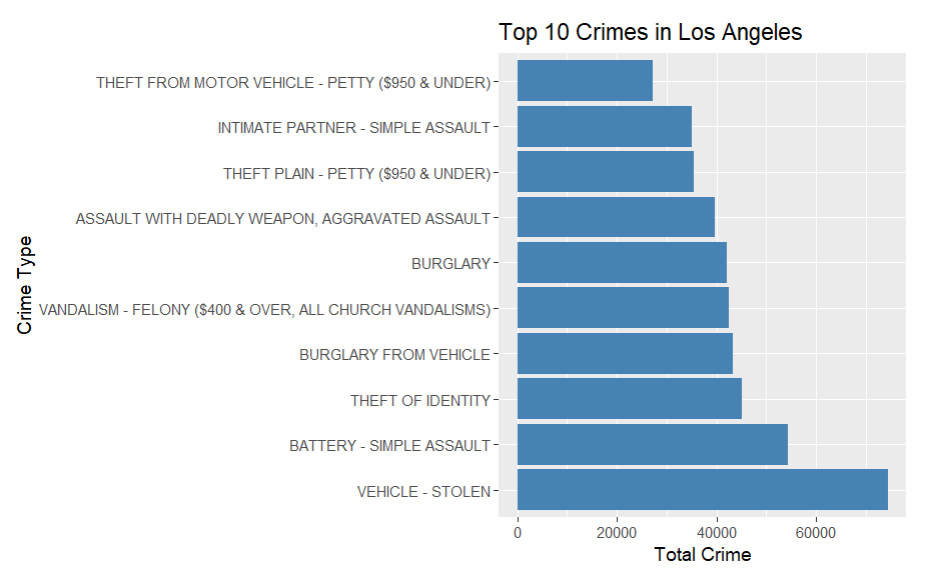 Top 10 Crimes in Los Angeles
Crime Type
THEFT FROM MOTOR VEHICLE - PETTY ($950 & UNDER)
INTIMATE PARTNER - SIMPLE ASSAULT
THEFT PLAIN - PETTY ($950 & UNDER)
ASSAULT WITH DEADLY WEAPON, AGGRAVATED ASSAULT
BURGLARY
VANDALISM - FELONY ($400 & OVER, ALL CHURCH VANDALISMS)
BURGLARY FROM VEHICLE
THEFT OF IDENTITY
BATTERY - SIMPLE ASSAULT
VEHICLE - STOLEN
0 20000 40000 60000
Total Crime